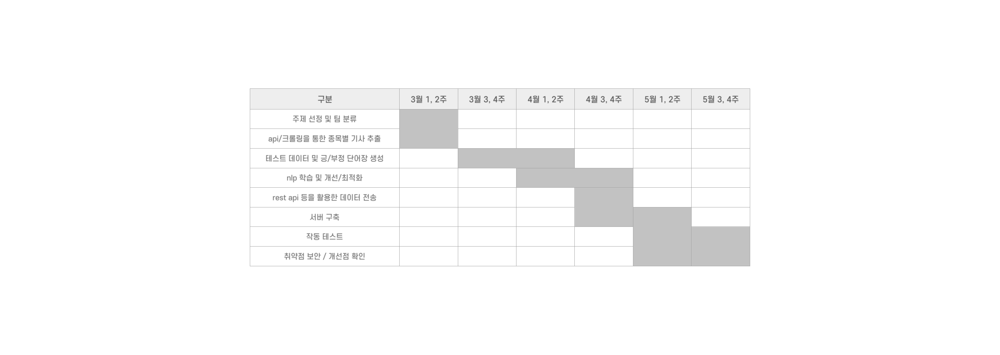 구분 3월 1, 2주 3월 3, 4주 4월 1, 2주 4월 3, 4주 5월 1, 2주 5월 3, 4주
주제 선정 및 팀 분류
api/크롤링을 통한 종목별 기사 추출
테스트 데이터 및 긍/부정 단어장 생성
nlp 학습 및 개선/최적화
rest api 등을 활용한 데이터 전송
서버 구축
작동 테스트
취약점 보안 / 개선점 확인